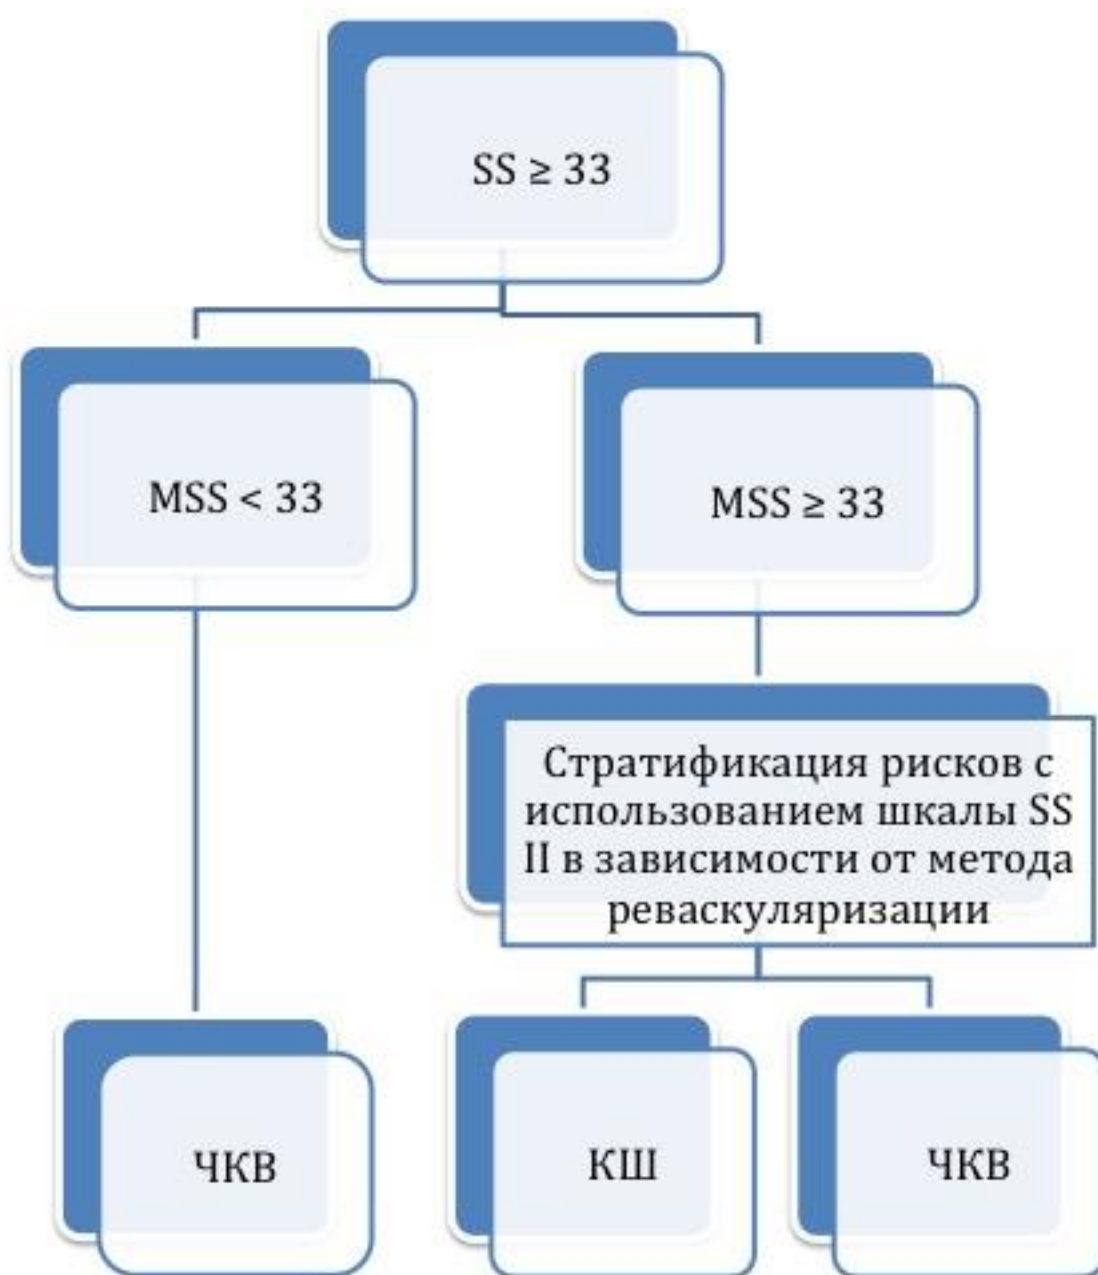 SS ≥ 33
MSS < 33
MSS ≥ 33
Стратификация рисков с
использованием шкалы SS
II в зависимости от метода
реваскуляризации
ЧКВ
КШ
ЧКВ